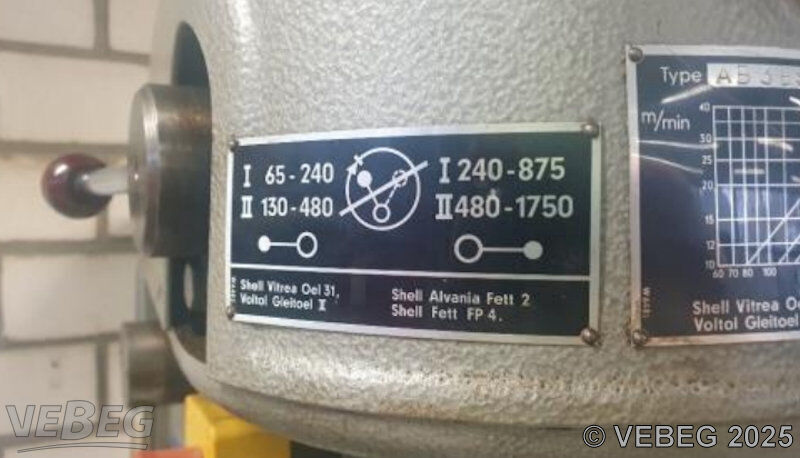 I 65-240
I 240-875
II 130-480
II 480-1750
Shell Vitrea Oel 31,
Voltol Gleitoel II
Shell Alvania Fett 2
Shell Fett FP 4.
Type
m/min
40
30
25
20
15
12
10
60 70 80 100
Shell Vitrea Oe
Voltol Gleitoel
VEBEG
© VEBEG 2025